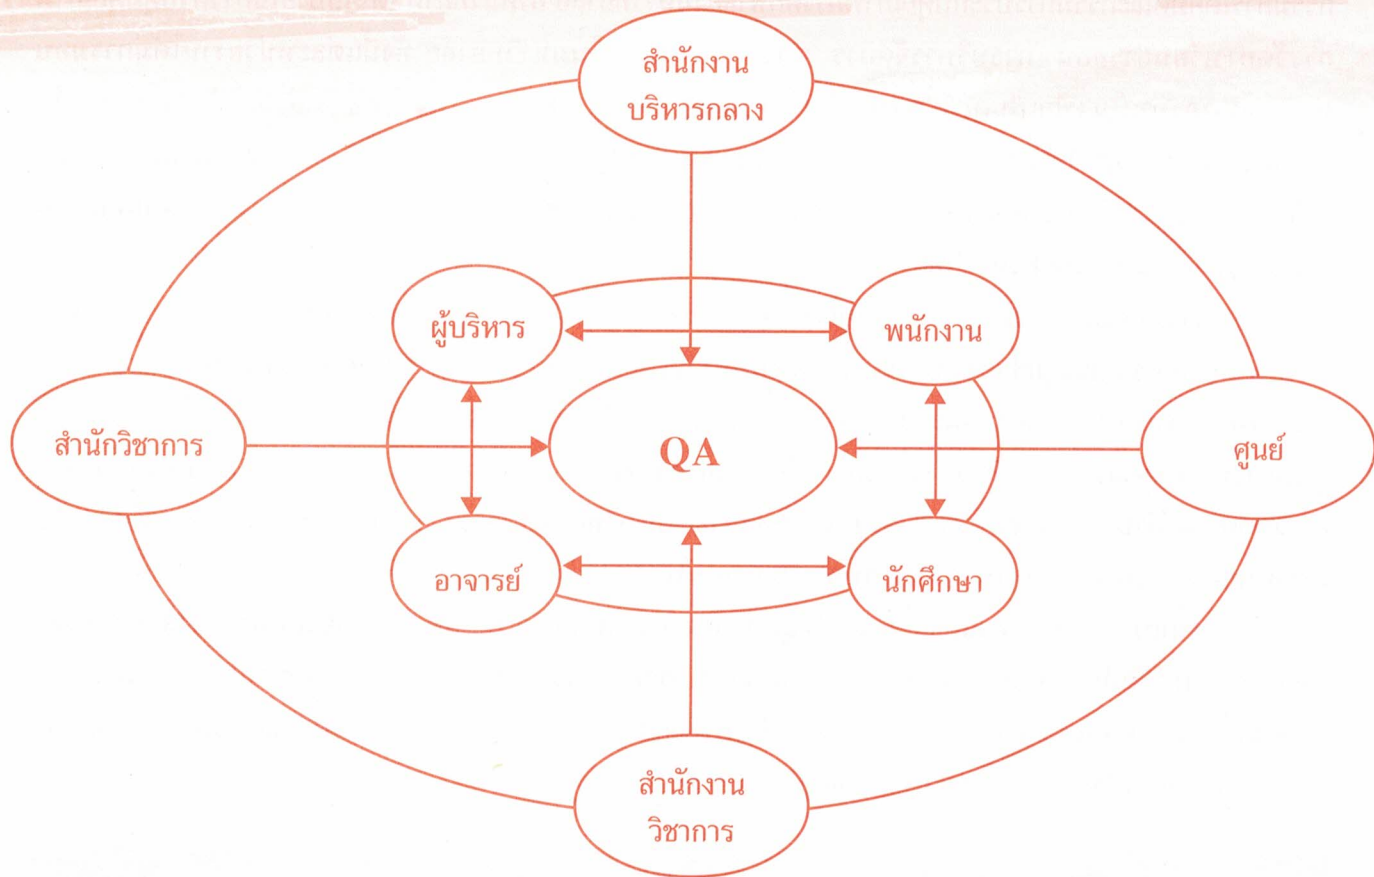 สำนักงาน
บริหารกลาง
ผู้บริหาร
พนักงาน
สำนักวิชาการ
QA
ศูนย์
อาจารย์
นักศึกษา
สำนักงาน
วิชาการ